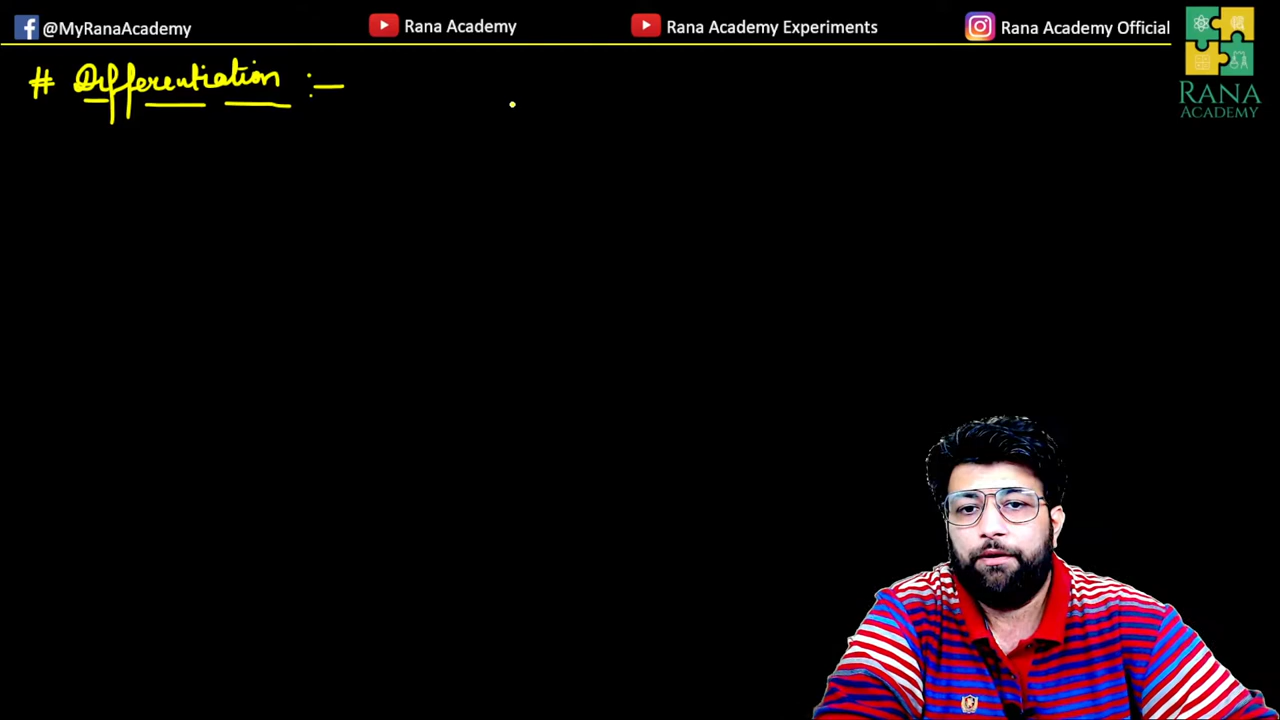 @MyRanaAcademy
Rana Academy
Rana Academy Experiments
Rana Academy Official
RANA
ACADEMY
# Differentiation :-